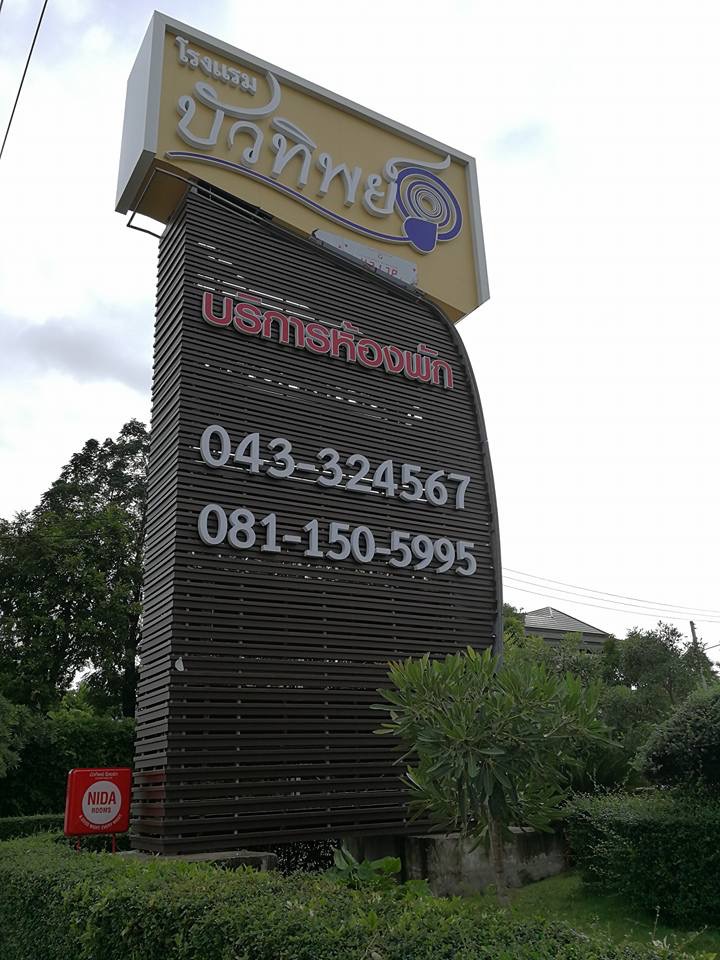 โรงแรม
บัวทิพย์
บริการห้องพัก
043-324567
081-150-5995
NIDA
ROOMS